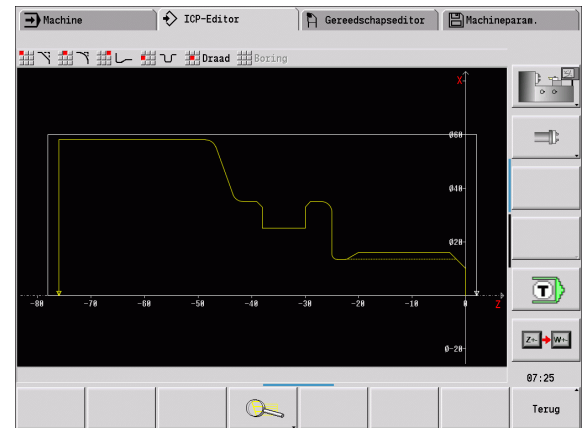 Machine ICP-Editor Gereedschapseditor Machineparam.
Draad Boring
X
Ø60
Ø40
Ø20
-80 -70 -60 -50 -40 -30 -20 -10 0 Z
Ø-20
T
Z+- W+-
07:25
Terug